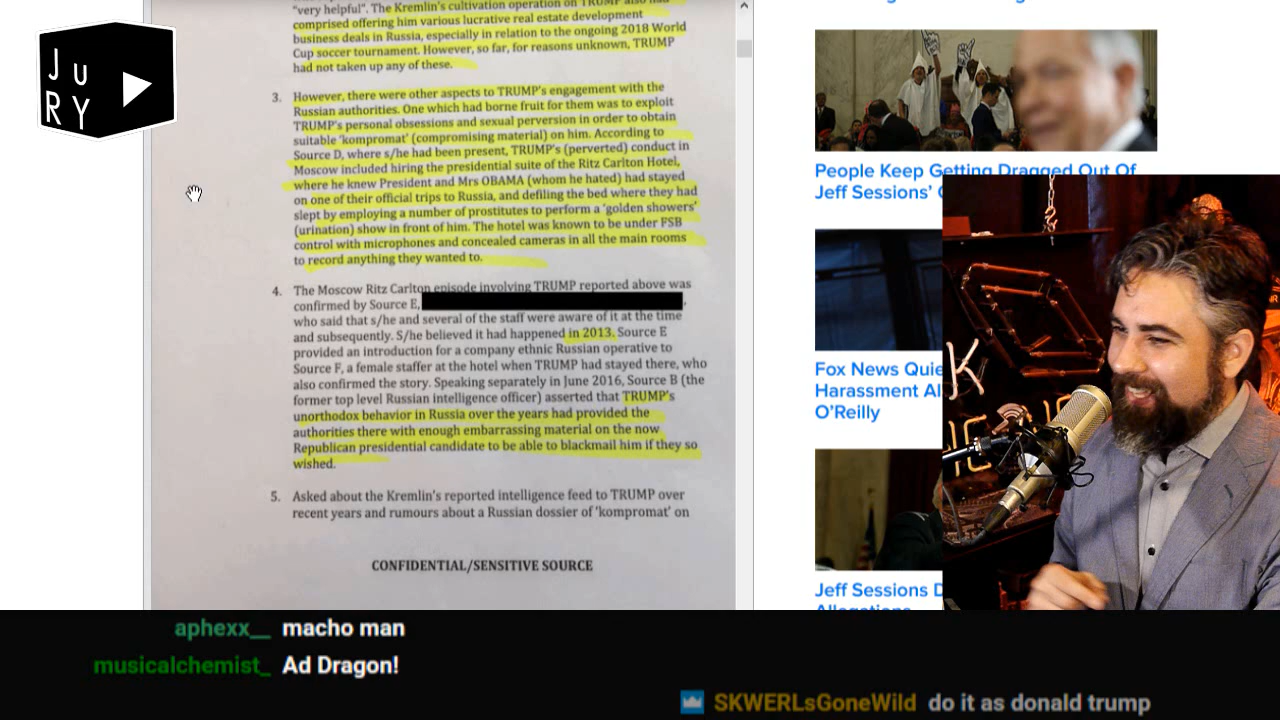 JURY
"very helpful". The Kremlin's cultivation operation on TRUMP also had
comprised offering him various lucrative real estate development
business deals in Russia, especially in relation to the ongoing 2018 World
Cup soccer tournament. However, so far, for reasons unknown, TRUMP
had not taken up any of these.
3. However, there were other aspects to TRUMP's engagement with the
Russian authorities. One which had borne fruit for them was to exploit
TRUMP's personal obsessions and sexual perversion in order to obtain
suitable 'kompromat' (compromising material) on him. According to
Source D, where s/he had been present, TRUMP's (perverted) conduct in
Moscow included hiring the presidential suite of the Ritz Carlton Hotel,
where he knew President and Mrs OBAMA (whom he hated) had stayed
on one of their official trips to Russia, and defiling the bed where they had
slept by employing a number of prostitutes to perform a 'golden showers'
(urination) show in front of him. The hotel was known to be under FSB
control with microphones and concealed cameras in all the main rooms
to record anything they wanted to.
4. The Moscow Ritz Carlton episode involving TRUMP reported above was
confirmed by Source E,
who said that s/he and several of the staff were aware of it at the time
and subsequently. S/he believed it had happened in 2013. Source E
provided an introduction for a company ethnic Russian operative to
Source F, a female staffer at the hotel when TRUMP had stayed there, who
also confirmed the story. Speaking separately in June 2016, Source B (the
former top level Russian intelligence officer) asserted that TRUMP's
unorthodox behavior in Russia over the years had provided the
authorities there with enough embarrassing material on the now
Republican presidential candidate to be able to blackmail him if they so
wished.
5. Asked about the Kremlin's reported intelligence feed to TRUMP over
recent years and rumours about a Russian dossier of 'kompromat' on
CONFIDENTIAL/SENSITIVE SOURCE
People Keep Getting Dragged Out Of
Jeff Sessions'
Fox News Quie
Harassment Al
O'Reilly
Jeff Sessions D
Allegations
aphexx__ macho man
musicalchemist_ Ad Dragon!
SKWERLsGoneWild do it as donald trump